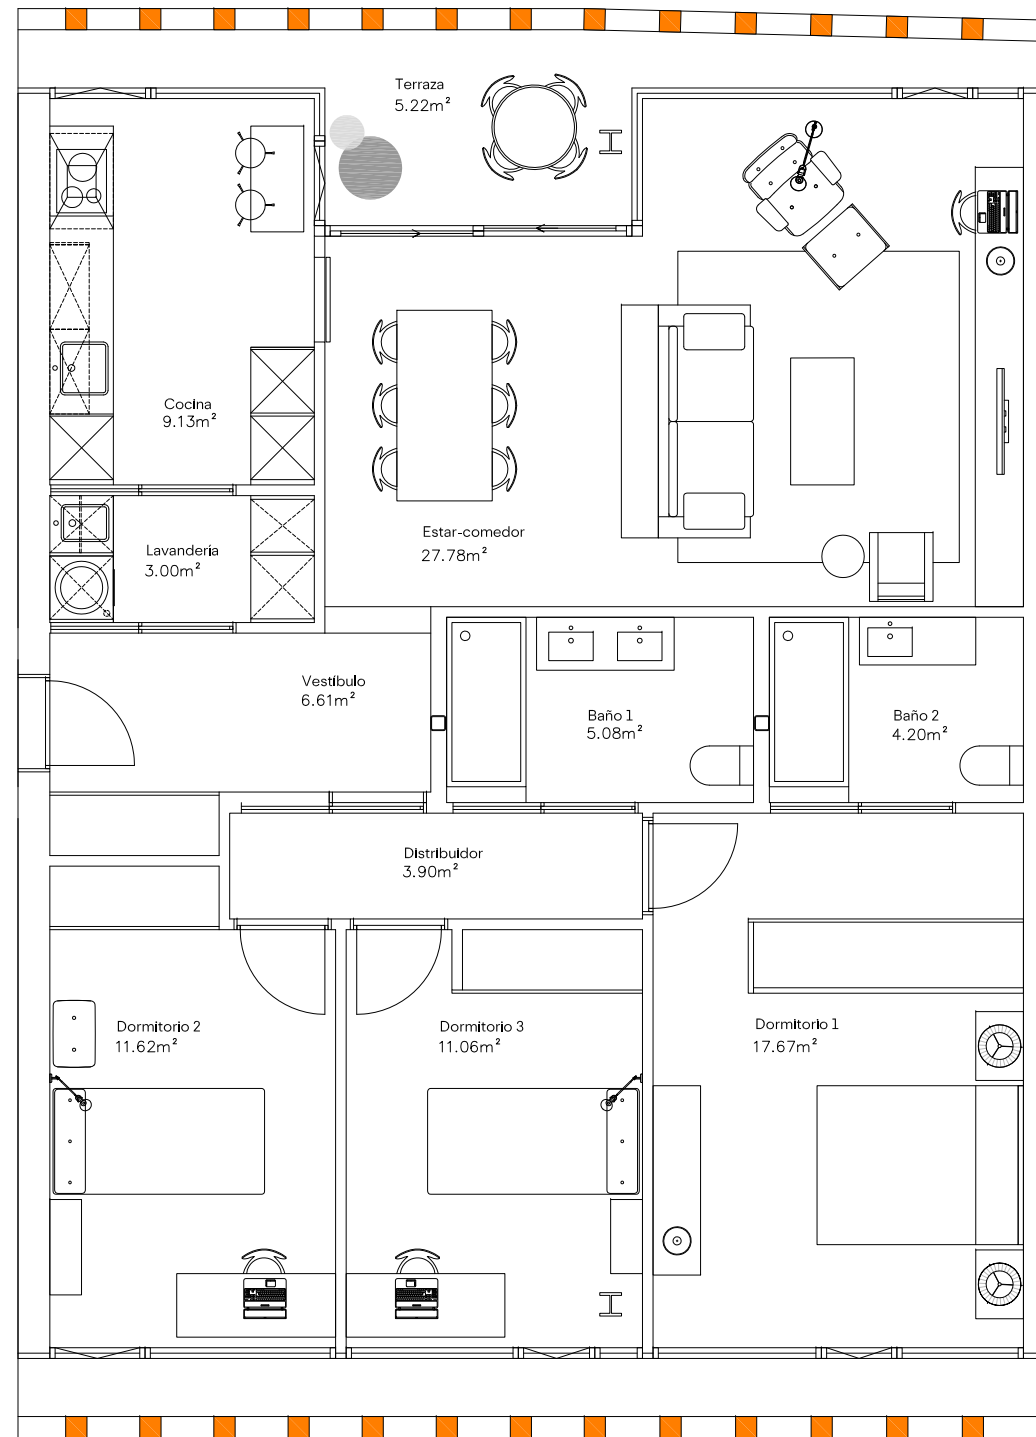 Terraza
5.22m²
Cocina
9.13m²
Estar-comedor
27.78m²
Lavandería
3.00m²
Vestíbulo
6.61m²
Baño 1
5.08m²
Baño 2
4.20m²
Distribuidor
3.90m²
Dormitorio 2
11.62m²
Dormitorio 3
11.06m²
Dormitorio 1
17.67m²